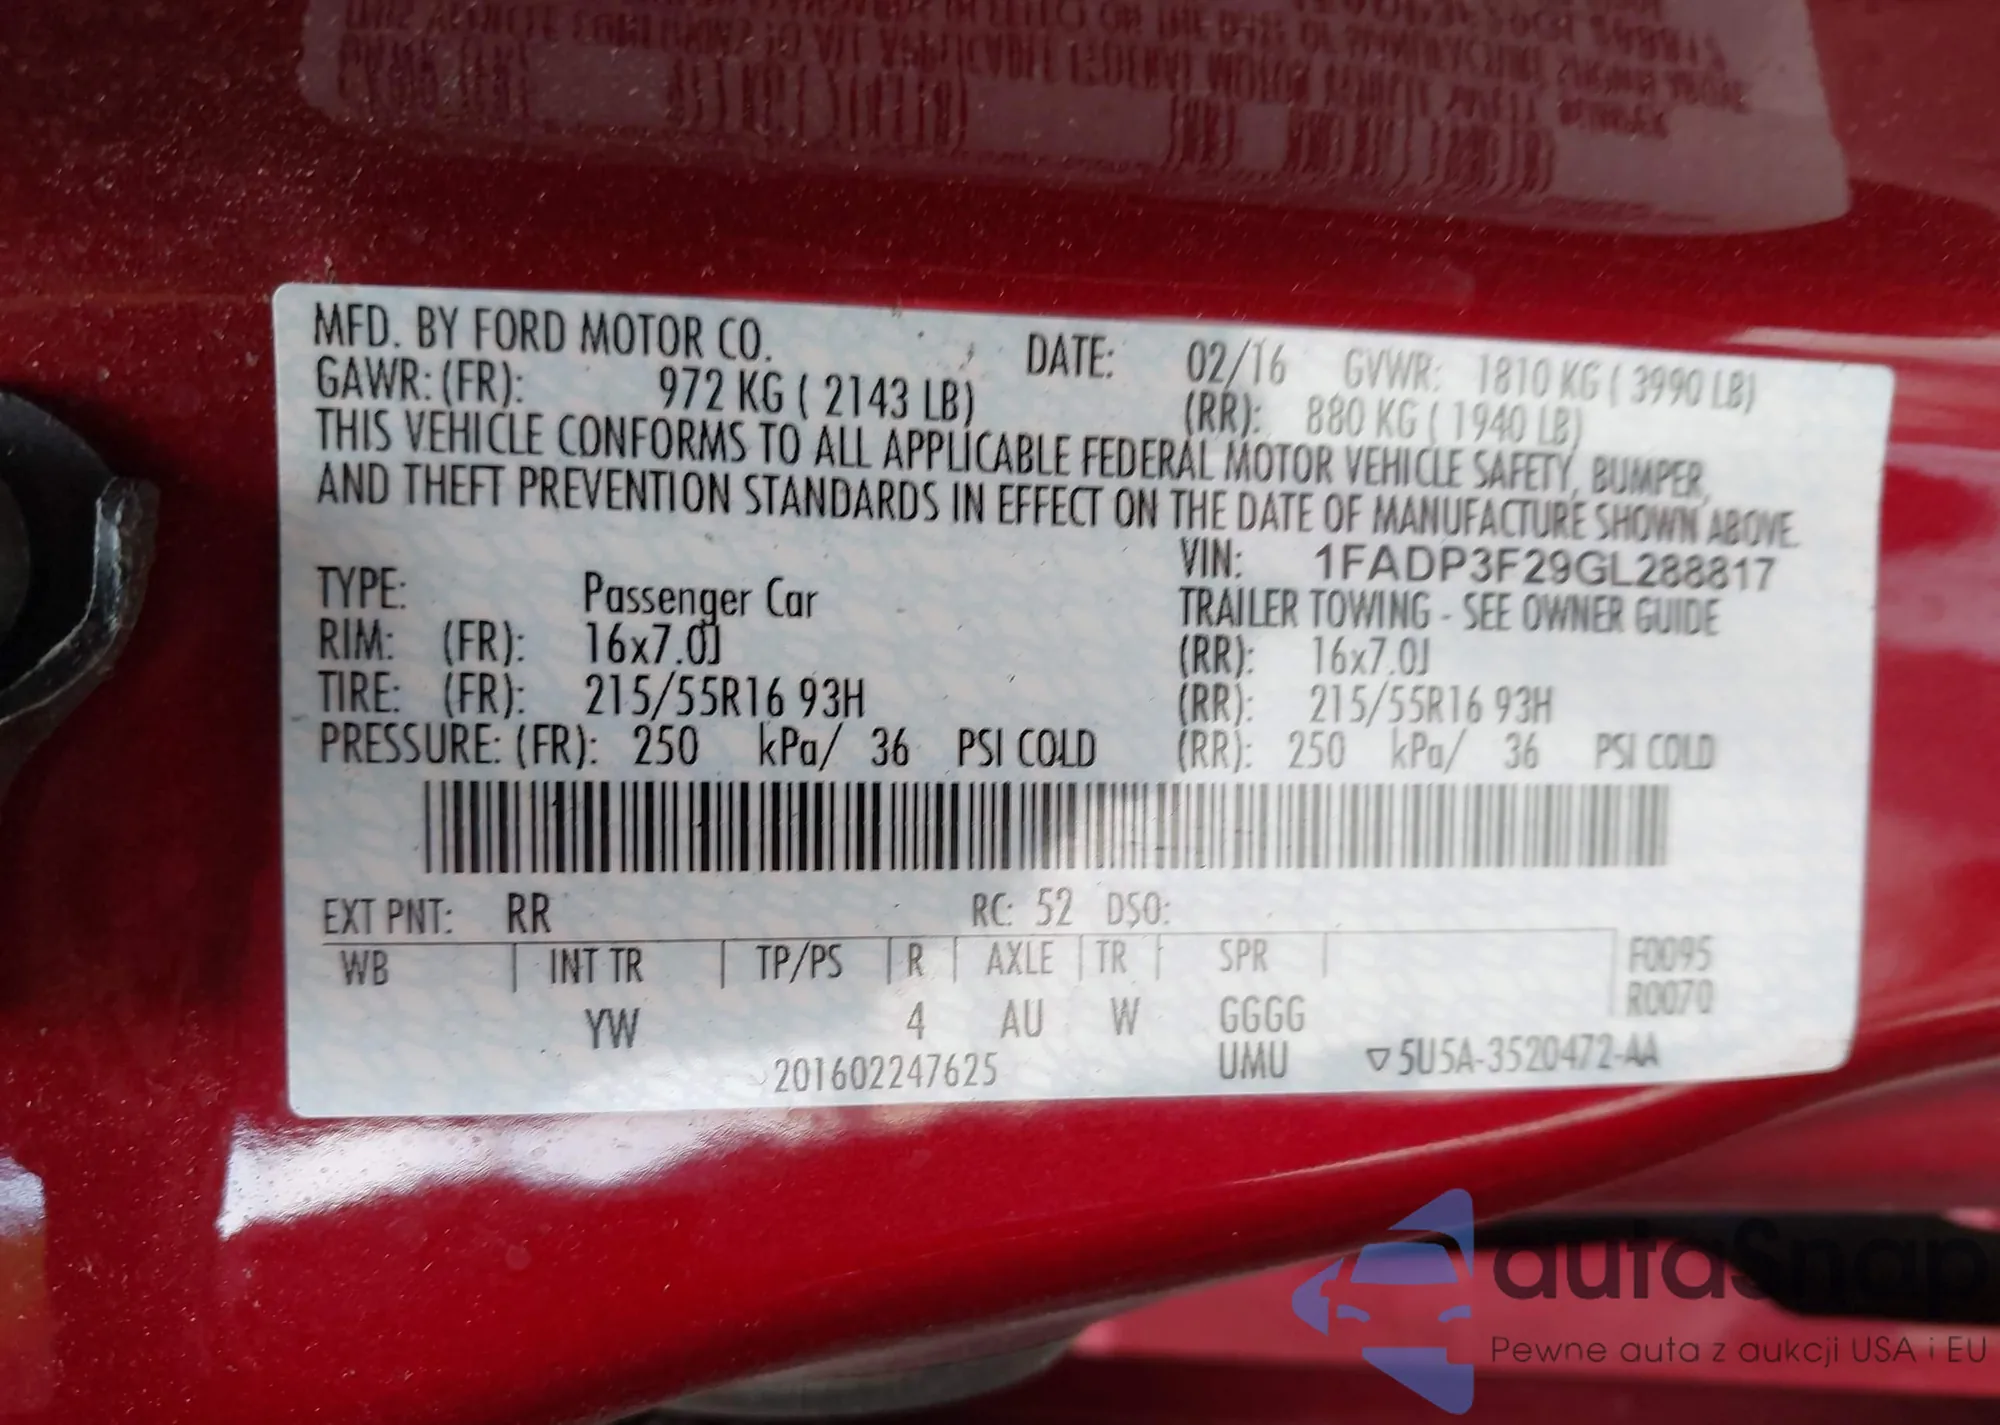 MFD. BY FORD MOTOR CO. DATE: 02/16 GVWR: 1810 KG ( 3990 LB)
GAWR: (FR): 972 KG ( 2143 LB) (RR): 880 KG ( 1940 LB)
THIS VEHICLE CONFORMS TO ALL APPLICABLE FEDERAL MOTOR VEHICLE SAFETY, BUMPER,
AND THEFT PREVENTION STANDARDS IN EFFECT ON THE DATE OF MANUFACTURE SHOWN ABOVE.
VIN: 1FADP3F29GL288817
TYPE: Passenger Car TRAILER TOWING - SEE OWNER GUIDE
RIM: (FR): 16x7.0J (RR): 16x7.0J
TIRE: (FR): 215/55R16 93H (RR): 215/55R16 93H
PRESSURE: (FR): 250 kPa/ 36 PSI COLD (RR): 250 kPa/ 36 PSI COLD
EXT PNT: RR RC: 52 DSO:
WB | INT TR | TP/PS | R | AXLE | TR | SPR | F0095
R0070
YW 4 AU W GGGG
201602247625 UMU ▽5U5A-3520472-AA
autaSnap
Pewne auta z aukcji USA i EU